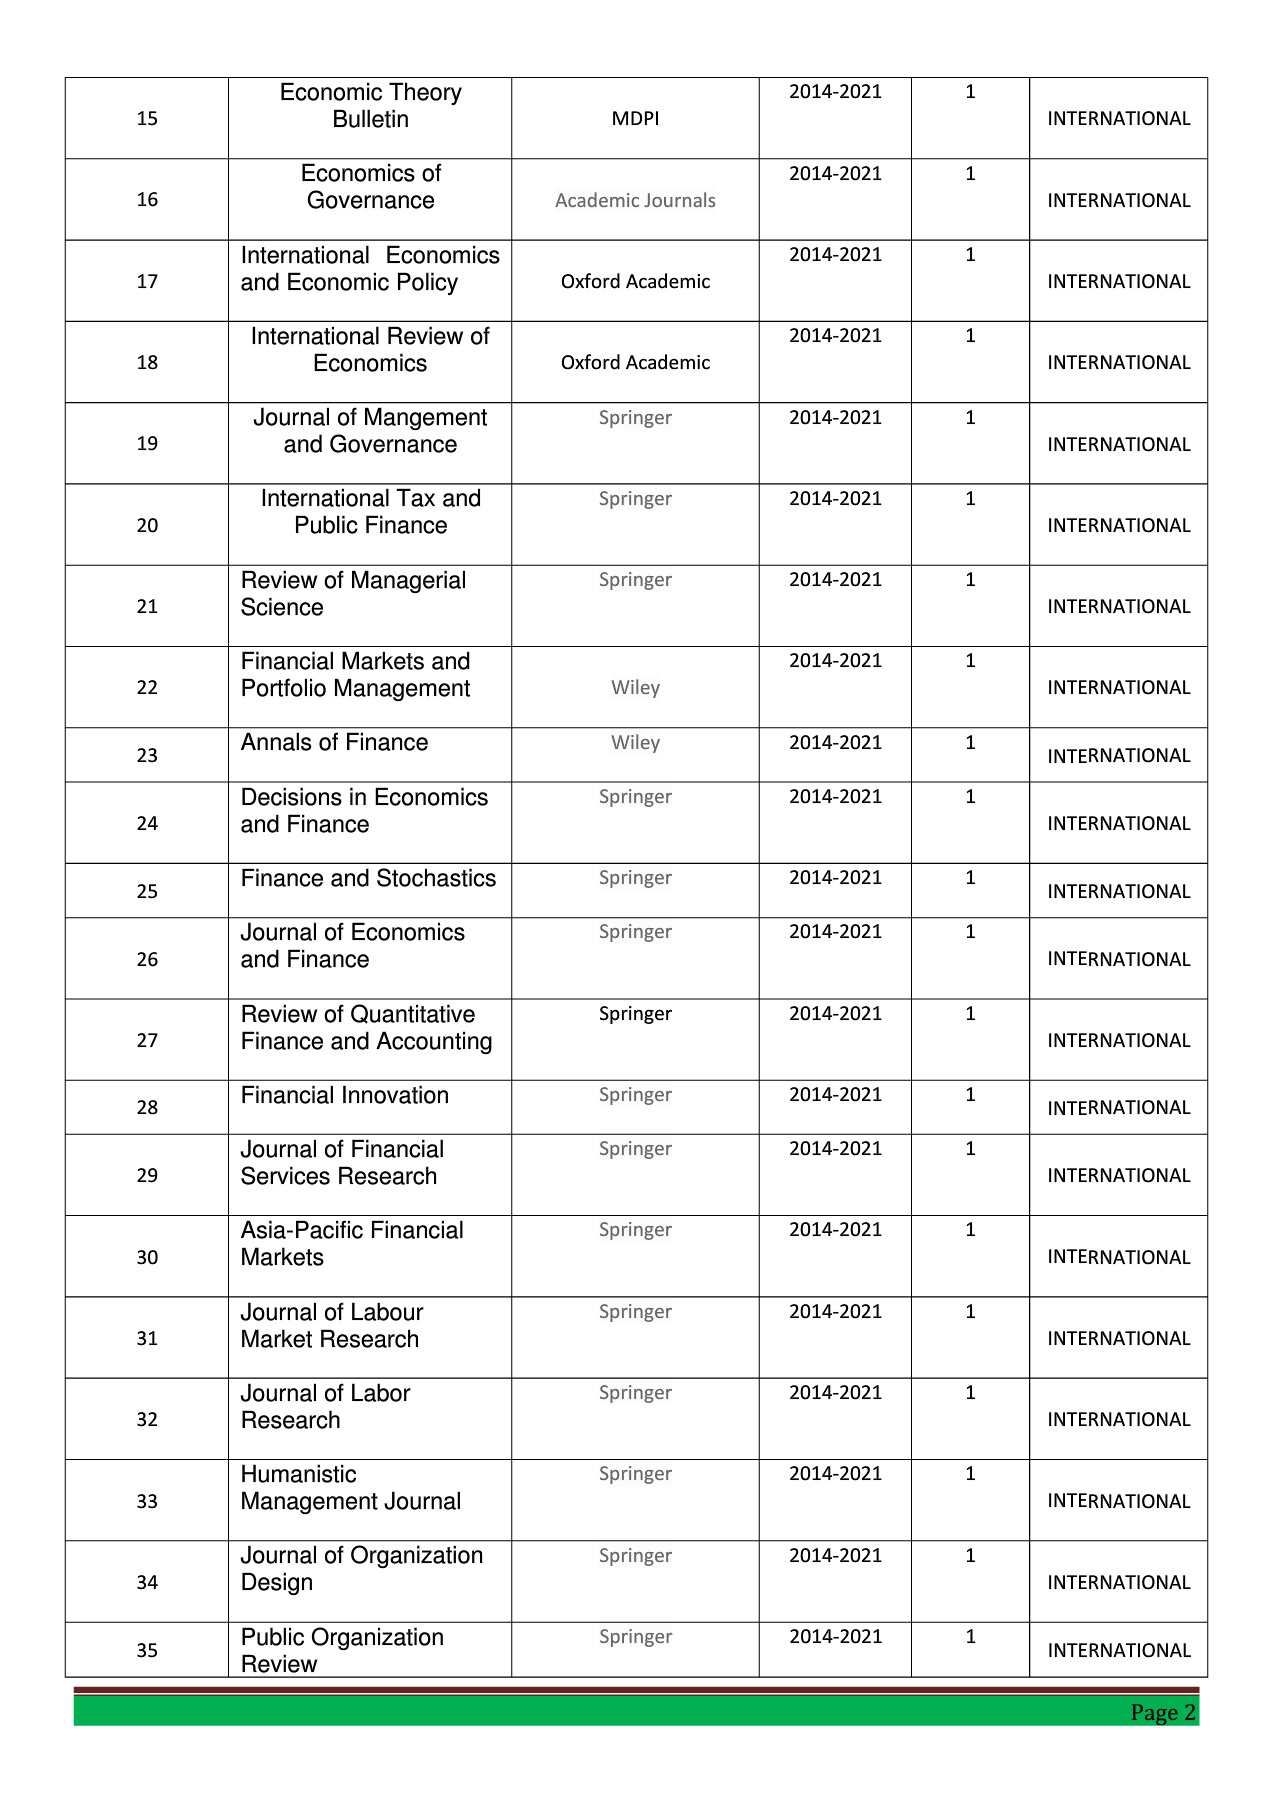 15 Economic Theory Bulletin MDPI 2014-2021 1 INTERNATIONAL
16 Economics of Governance Academic Journals 2014-2021 1 INTERNATIONAL
17 International Economics and Economic Policy Oxford Academic 2014-2021 1 INTERNATIONAL
18 International Review of Economics Oxford Academic 2014-2021 1 INTERNATIONAL
19 Journal of Mangement and Governance Springer 2014-2021 1 INTERNATIONAL
20 International Tax and Public Finance Springer 2014-2021 1 INTERNATIONAL
21 Review of Managerial Science Springer 2014-2021 1 INTERNATIONAL
22 Financial Markets and Portfolio Management Wiley 2014-2021 1 INTERNATIONAL
23 Annals of Finance Wiley 2014-2021 1 INTERNATIONAL
24 Decisions in Economics and Finance Springer 2014-2021 1 INTERNATIONAL
25 Finance and Stochastics Springer 2014-2021 1 INTERNATIONAL
26 Journal of Economics and Finance Springer 2014-2021 1 INTERNATIONAL
27 Review of Quantitative Finance and Accounting Springer 2014-2021 1 INTERNATIONAL
28 Financial Innovation Springer 2014-2021 1 INTERNATIONAL
29 Journal of Financial Services Research Springer 2014-2021 1 INTERNATIONAL
30 Asia-Pacific Financial Markets Springer 2014-2021 1 INTERNATIONAL
31 Journal of Labour Market Research Springer 2014-2021 1 INTERNATIONAL
32 Journal of Labor Research Springer 2014-2021 1 INTERNATIONAL
33 Humanistic Management Journal Springer 2014-2021 1 INTERNATIONAL
34 Journal of Organization Design Springer 2014-2021 1 INTERNATIONAL
35 Public Organization Review Springer 2014-2021 1 INTERNATIONAL
Page 2